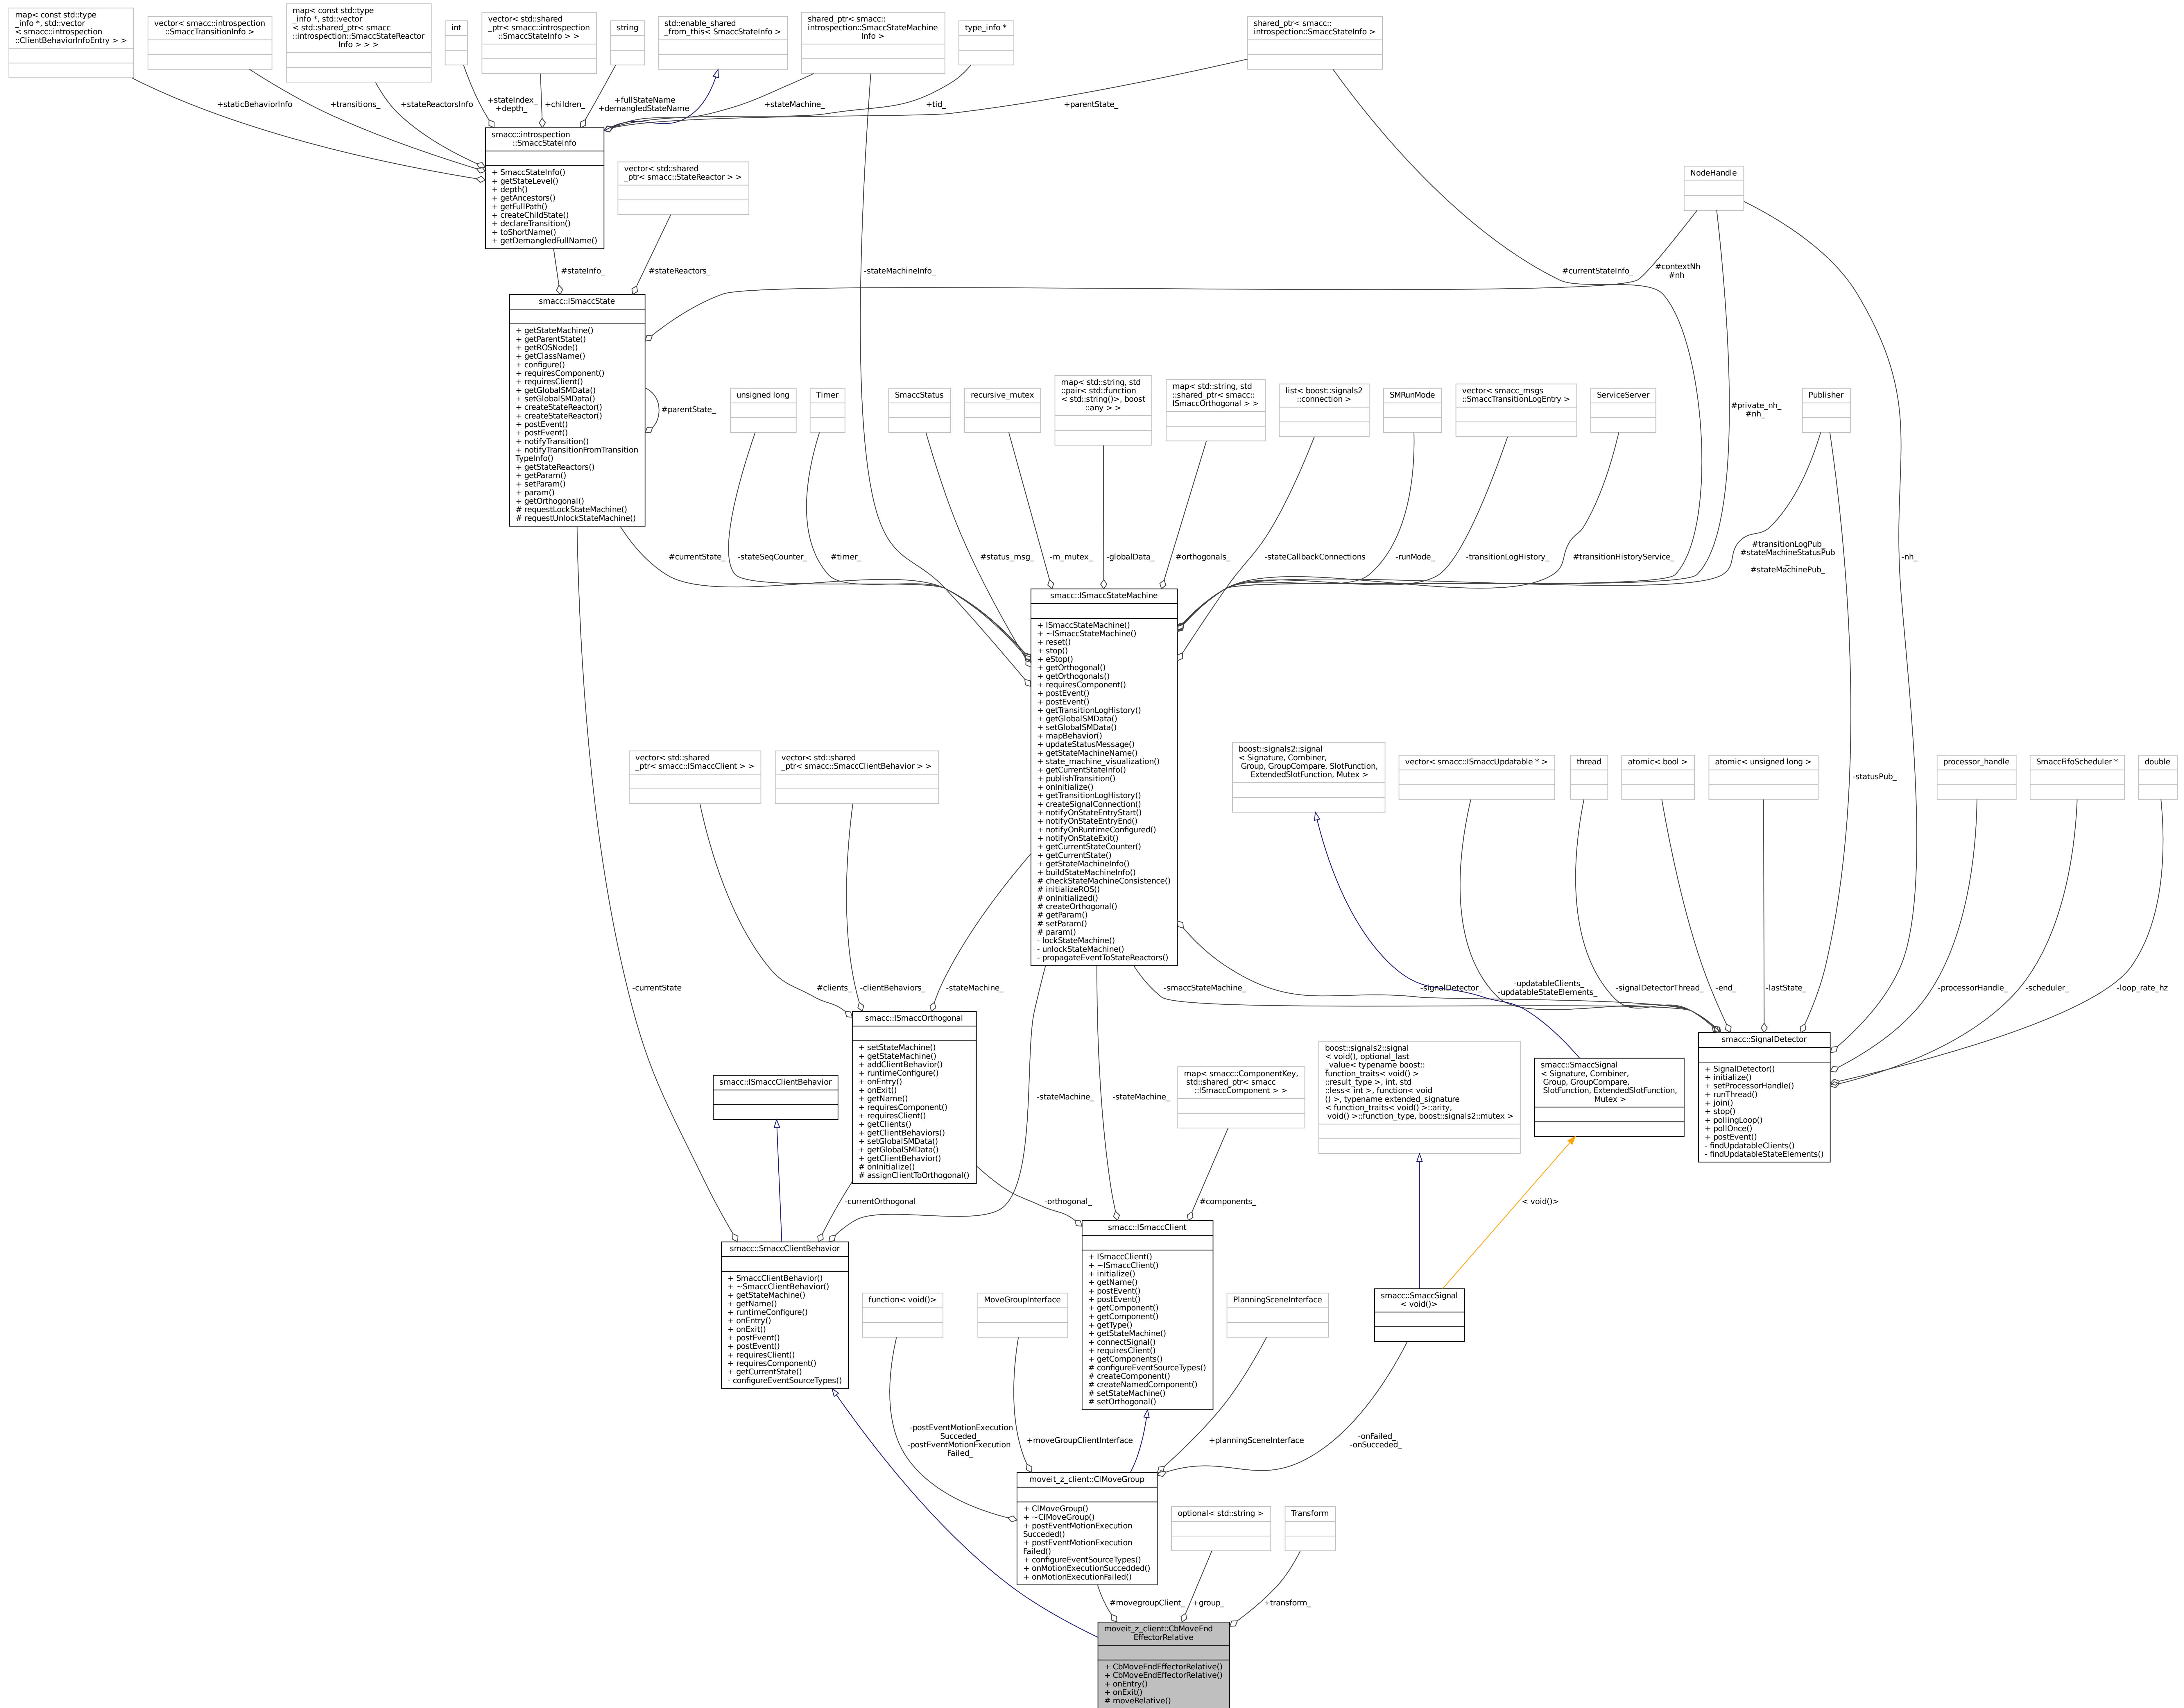 map< const std::type
_info *, std::vector
< smacc::introspection
::ClientBehaviorInfoEntry > >
vector< smacc::introspection
::SmaccTransitionInfo >
map< const std::type
_info *, std::vector
< std::shared_ptr< smacc
::introspection::SmaccStateReactor
Info > > >
int
vector< std::shared
_ptr< smacc::introspection
::SmaccStateInfo > >
string
std::enable_shared
_from_this< SmaccStateInfo >
shared_ptr< smacc::
introspection::SmaccStateMachine
Info >
type_info *
shared_ptr< smacc::
introspection::SmaccStateInfo >
+staticBehaviorInfo
+transitions_
+stateReactorsInfo
+stateIndex_
+depth_
+children_
+fullStateName
+demangledStateName
+stateMachine_
+tid_
+parentState_
smacc::introspection
::SmaccStateInfo
+ SmaccStateInfo()
+ getStateLevel()
+ depth()
+ getAncestors()
+ getFullPath()
+ createChildState()
+ declareTransition()
+ toShortName()
+ getDemangledFullName()
vector< std::shared
_ptr< smacc::StateReactor > >
NodeHandle
#stateInfo_
#stateReactors_
-stateMachineInfo_
#currentStateInfo_
#contextNh
#nh
smacc::ISmaccState
+ getStateMachine()
+ getParentState()
+ getROSNode()
+ getClassName()
+ configure()
+ requiresComponent()
+ requiresClient()
+ getGlobalSMData()
+ setGlobalSMData()
+ createStateReactor()
+ createStateReactor()
+ postEvent()
+ postEvent()
+ notifyTransition()
+ notifyTransitionFromTransition
TypeInfo()
+ getStateReactors()
+ getParam()
+ setParam()
+ param()
+ getOrthogonal()
# requestLockStateMachine()
# requestUnlockStateMachine()
#parentState_
unsigned long
Timer
SmaccStatus
recursive_mutex
map< std::string, std
::pair< std::function
< std::string()>, boost
::any > >
map< std::string, std
::shared_ptr< smacc::
ISmaccOrthogonal > >
list< boost::signals2
::connection >
SMRunMode
vector< smacc_msgs
::SmaccTransitionLogEntry >
ServiceServer
#private_nh_
#nh_
Publisher
#currentState_
-stateSeqCounter_
#timer_
#status_msg_
-m_mutex_
-globalData_
#orthogonals_
-stateCallbackConnections
-runMode_
-transitionLogHistory_
#transitionHistoryService_
#transitionLogPub_
#stateMachineStatusPub
_
#stateMachinePub_
-nh_
smacc::ISmaccStateMachine
+ ISmaccStateMachine()
+ ~ISmaccStateMachine()
+ reset()
+ stop()
+ eStop()
+ getOrthogonal()
+ getOrthogonals()
+ requiresComponent()
+ postEvent()
+ postEvent()
+ getTransitionLogHistory()
+ getGlobalSMData()
+ setGlobalSMData()
+ mapBehavior()
+ updateStatusMessage()
+ getStateMachineName()
+ state_machine_visualization()
+ getCurrentStateInfo()
+ publishTransition()
+ onInitialize()
+ getTransitionLogHistory()
+ createSignalConnection()
+ notifyOnStateEntryStart()
+ notifyOnStateEntryEnd()
+ notifyOnRuntimeConfigured()
+ notifyOnStateExit()
+ getCurrentStateCounter()
+ getCurrentState()
+ getStateMachineInfo()
+ buildStateMachineInfo()
# checkStateMachineConsistence()
# initializeROS()
# onInitialized()
# createOrthogonal()
# getParam()
# setParam()
# param()
- lockStateMachine()
- unlockStateMachine()
- propagateEventToStateReactors()
vector< std::shared
_ptr< smacc::ISmaccClient > >
vector< std::shared
_ptr< smacc::SmaccClientBehavior > >
boost::signals2::signal
< Signature, Combiner,
Group, GroupCompare, SlotFunction,
ExtendedSlotFunction, Mutex >
vector< smacc::ISmaccUpdatable * >
thread
atomic< bool >
atomic< unsigned long >
-statusPub_
processor_handle
SmaccFifoScheduler *
double
-currentState
#clients_
-clientBehaviors_
-stateMachine_
-smaccStateMachine_
-signalDetector_
-updatableClients_
-updatableStateElements_
-signalDetectorThread_
-end_
-lastState_
-processorHandle_
-scheduler_
-loop_rate_hz
smacc::ISmaccOrthogonal
+ setStateMachine()
+ getStateMachine()
+ addClientBehavior()
+ runtimeConfigure()
+ onEntry()
+ onExit()
+ getName()
+ requiresComponent()
+ requiresClient()
+ getClients()
+ getClientBehaviors()
+ setGlobalSMData()
+ getGlobalSMData()
+ getClientBehavior()
# onInitialize()
# assignClientToOrthogonal()
smacc::ISmaccClientBehavior
-stateMachine_
-stateMachine_
map< smacc::ComponentKey,
std::shared_ptr< smacc
::ISmaccComponent > >
boost::signals2::signal
< void(), optional_last
_value< typename boost::
function_traits< void() >
::result_type >, int, std
::less< int >, function< void
() >, typename extended_signature
< function_traits< void() >::arity,
void() >::function_type, boost::signals2::mutex >
smacc::SmaccSignal
< Signature, Combiner,
Group, GroupCompare,
SlotFunction, ExtendedSlotFunction,
Mutex >
smacc::SignalDetector
+ SignalDetector()
+ initialize()
+ setProcessorHandle()
+ runThread()
+ join()
+ stop()
+ pollingLoop()
+ pollOnce()
+ postEvent()
- findUpdatableClients()
- findUpdatableStateElements()
-currentOrthogonal
-orthogonal_
#components_
< void()>
smacc::SmaccClientBehavior
+ SmaccClientBehavior()
+ ~SmaccClientBehavior()
+ getStateMachine()
+ getName()
+ runtimeConfigure()
+ onEntry()
+ onExit()
+ postEvent()
+ postEvent()
+ requiresClient()
+ requiresComponent()
+ getCurrentState()
- configureEventSourceTypes()
function< void()>
MoveGroupInterface
smacc::ISmaccClient
+ ISmaccClient()
+ ~ISmaccClient()
+ initialize()
+ getName()
+ postEvent()
+ postEvent()
+ getComponent()
+ getComponent()
+ getType()
+ getStateMachine()
+ connectSignal()
+ requiresClient()
+ getComponents()
# configureEventSourceTypes()
# createComponent()
# createNamedComponent()
# setStateMachine()
# setOrthogonal()
PlanningSceneInterface
smacc::SmaccSignal
< void()>
-postEventMotionExecution
Succeded_
-postEventMotionExecution
Failed_
+moveGroupClientInterface
+planningSceneInterface
-onFailed_
-onSucceded_
moveit_z_client::ClMoveGroup
+ ClMoveGroup()
+ ~ClMoveGroup()
+ postEventMotionExecution
Succeded()
+ postEventMotionExecution
Failed()
+ configureEventSourceTypes()
+ onMotionExecutionSuccedded()
+ onMotionExecutionFailed()
optional< std::string >
Transform
#movegroupClient_
+group_
+transform_
moveit_z_client::CbMoveEnd
EffectorRelative
+ CbMoveEndEffectorRelative()
+ CbMoveEndEffectorRelative()
+ onEntry()
+ onExit()
# moveRelative()